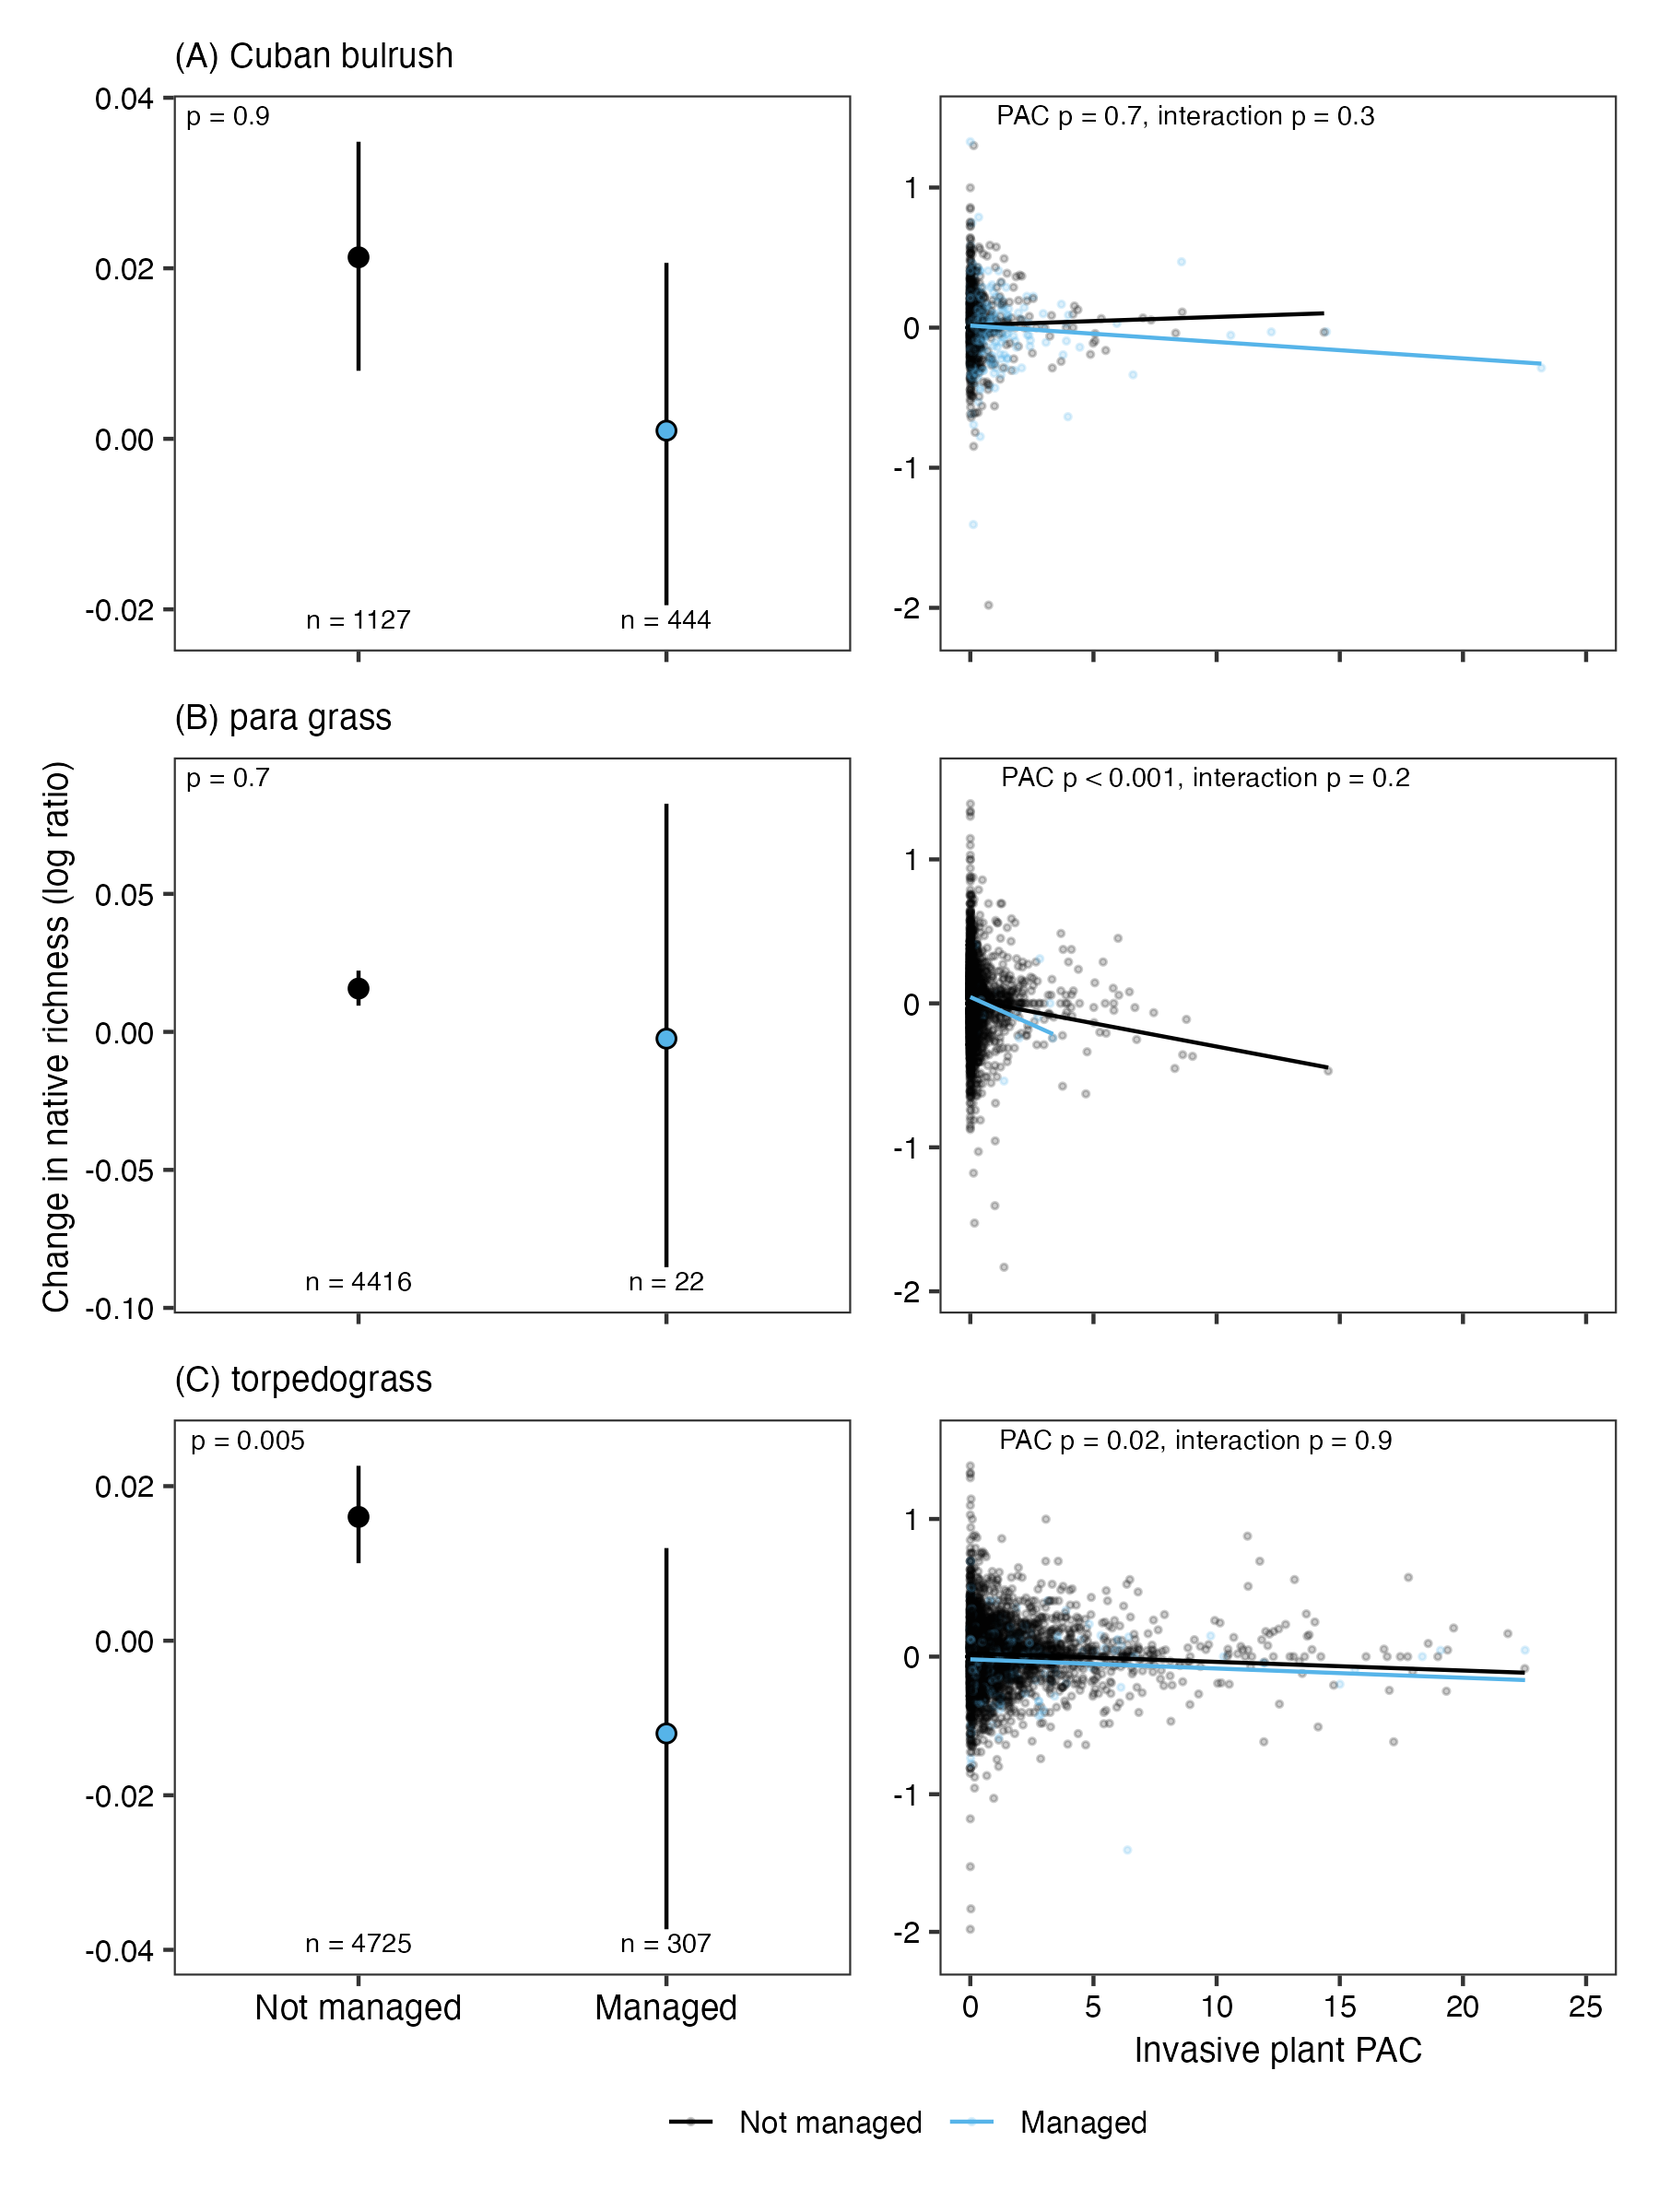 (A) Cuban bulrush
p = 0.9
0.04
0.02
0.00
-0.02
n = 1127
n = 444
PAC p = 0.7, interaction p = 0.3
1
0
-1
-2
(B) para grass
p = 0.7
0.05
0.00
-0.05
-0.10
n = 4416
n = 22
PAC p < 0.001, interaction p = 0.2
1
0
-1
-2
Change in native richness (log ratio)
(C) torpedograss
p = 0.005
0.02
0.00
-0.02
-0.04
n = 4725
n = 307
Not managed
Managed
PAC p = 0.02, interaction p = 0.9
1
0
-1
-2
0 5 10 15 20 25
Invasive plant PAC
Not managed
Managed